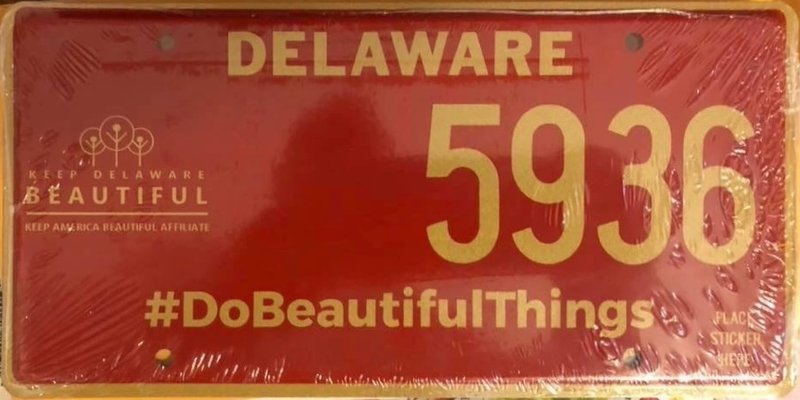 DELAWARE
5936
KEEP DELAWARE
BEAUTIFUL
KEEP AMERICA BEAUTIFUL AFFILIATE
#DoBeautifulThings
PLACE
STICKER
HERE